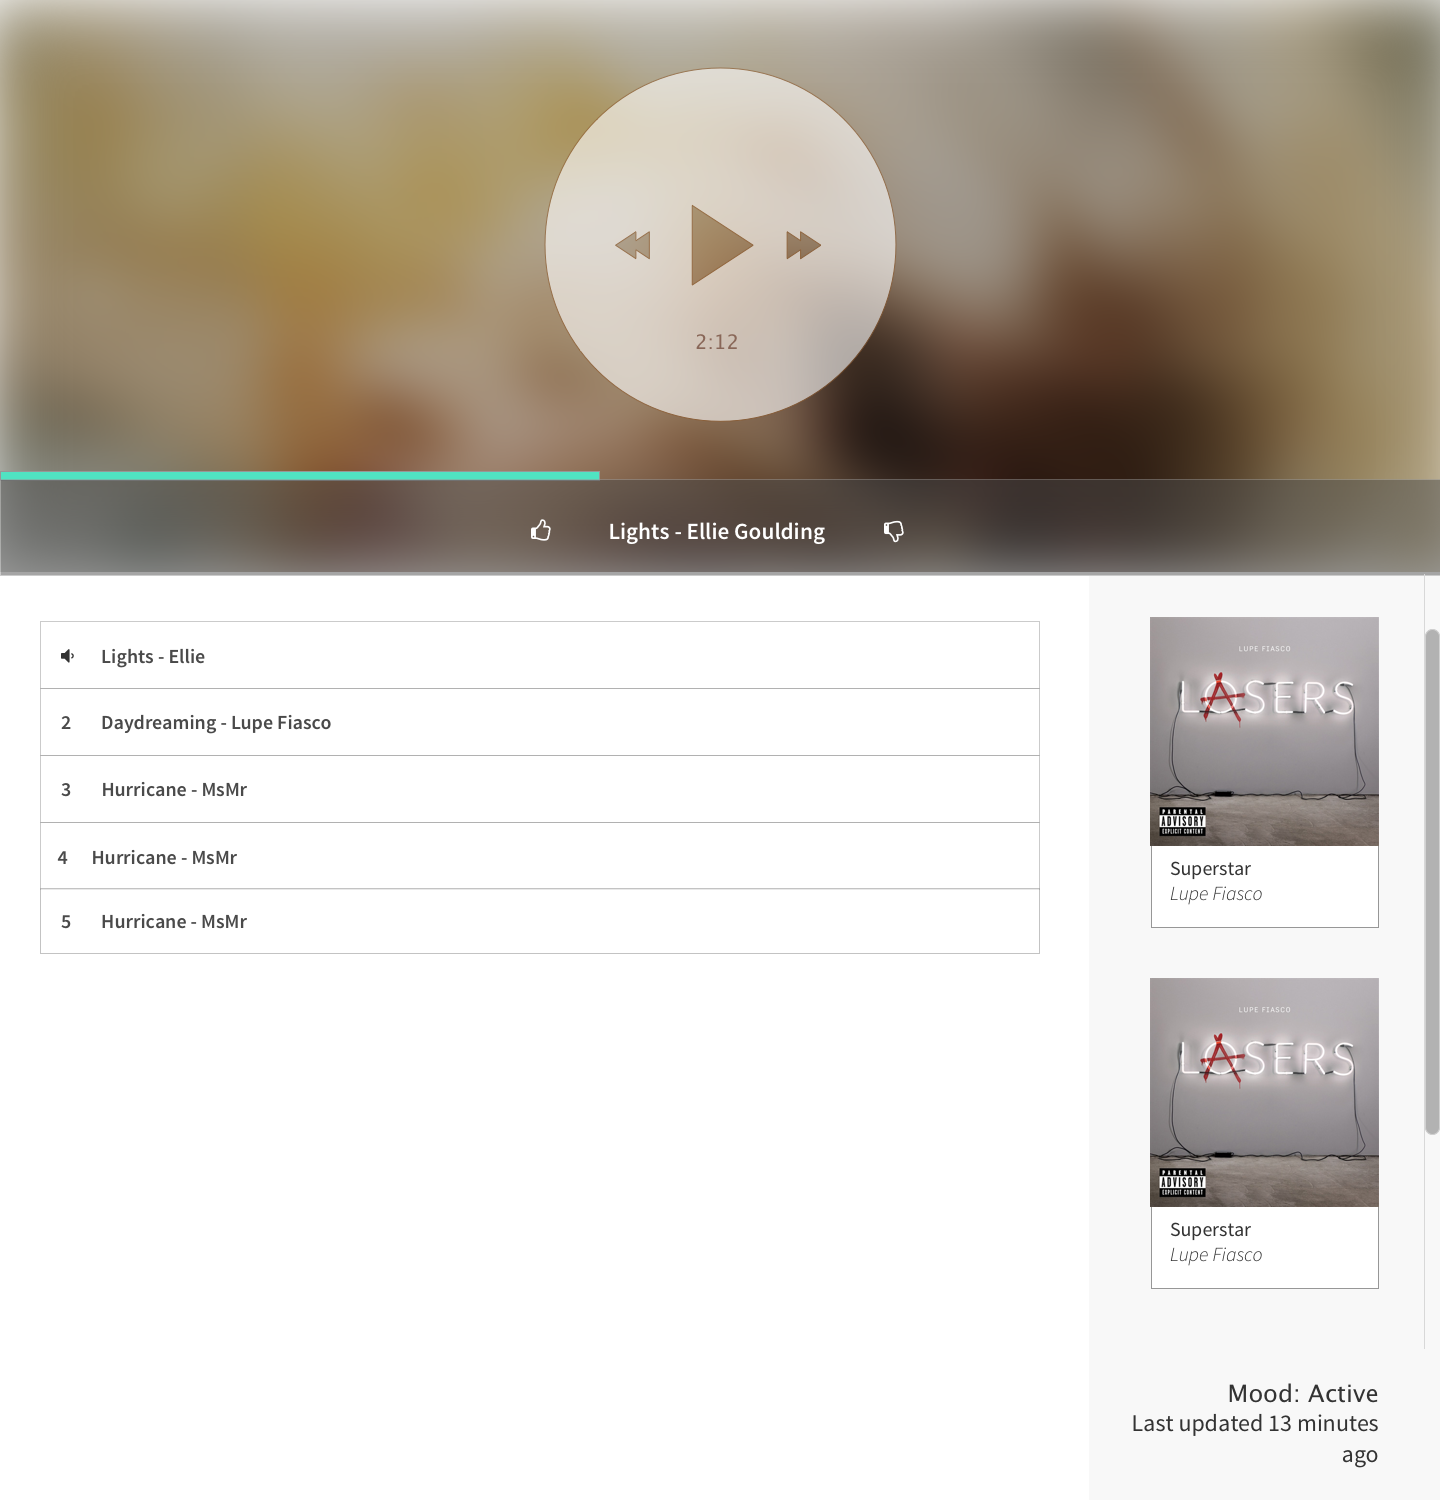 2:12
Lights - Ellie Goulding
Lights - Ellie
2 Daydreaming - Lupe Fiasco
3 Hurricane - MsMr
4 Hurricane - MsMr
5 Hurricane - MsMr
LUPE FIASCO
LASERS
PARENTAL
ADVISORY
EXPLICIT CONTENT
Superstar
Lupe Fiasco
LUPE FIASCO
LASERS
PARENTAL
ADVISORY
EXPLICIT CONTENT
Superstar
Lupe Fiasco
Mood: Active
Last updated 13 minutes
ago